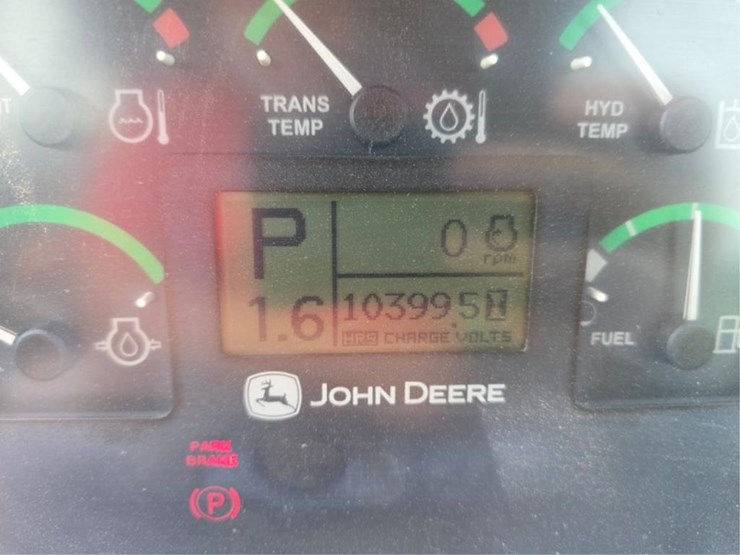 TRANS
TEMP
HYD
TEMP
P
0
rpm
1.6
10399.5
HRS CHARGE VOLTS
FUEL
JOHN DEERE
PARK
BRAKE
P